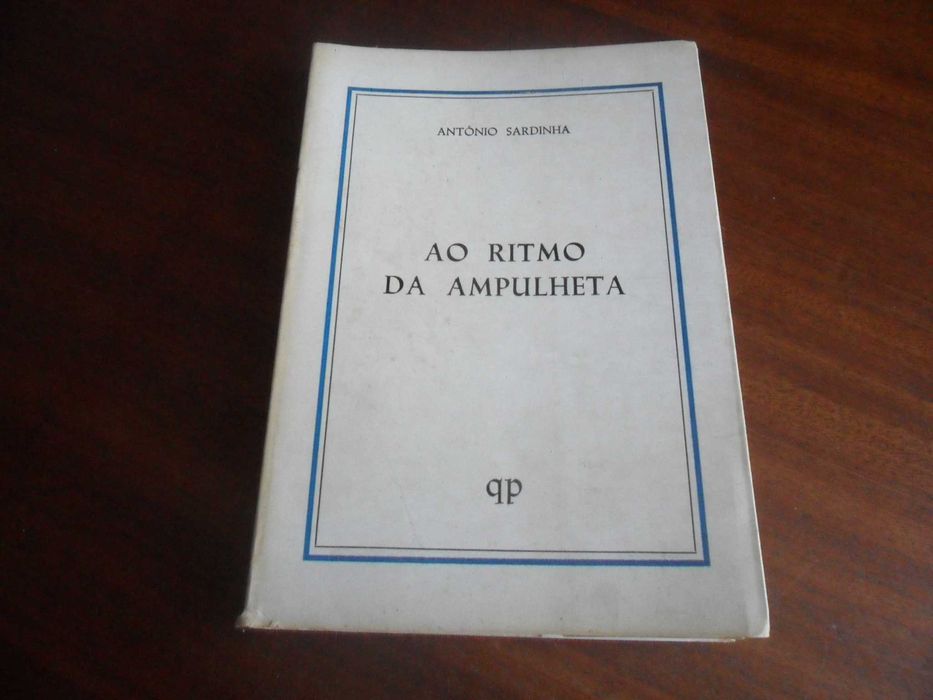 ANTÓNIO SARDINHA
AO RITMO
DA AMPULHETA
qp